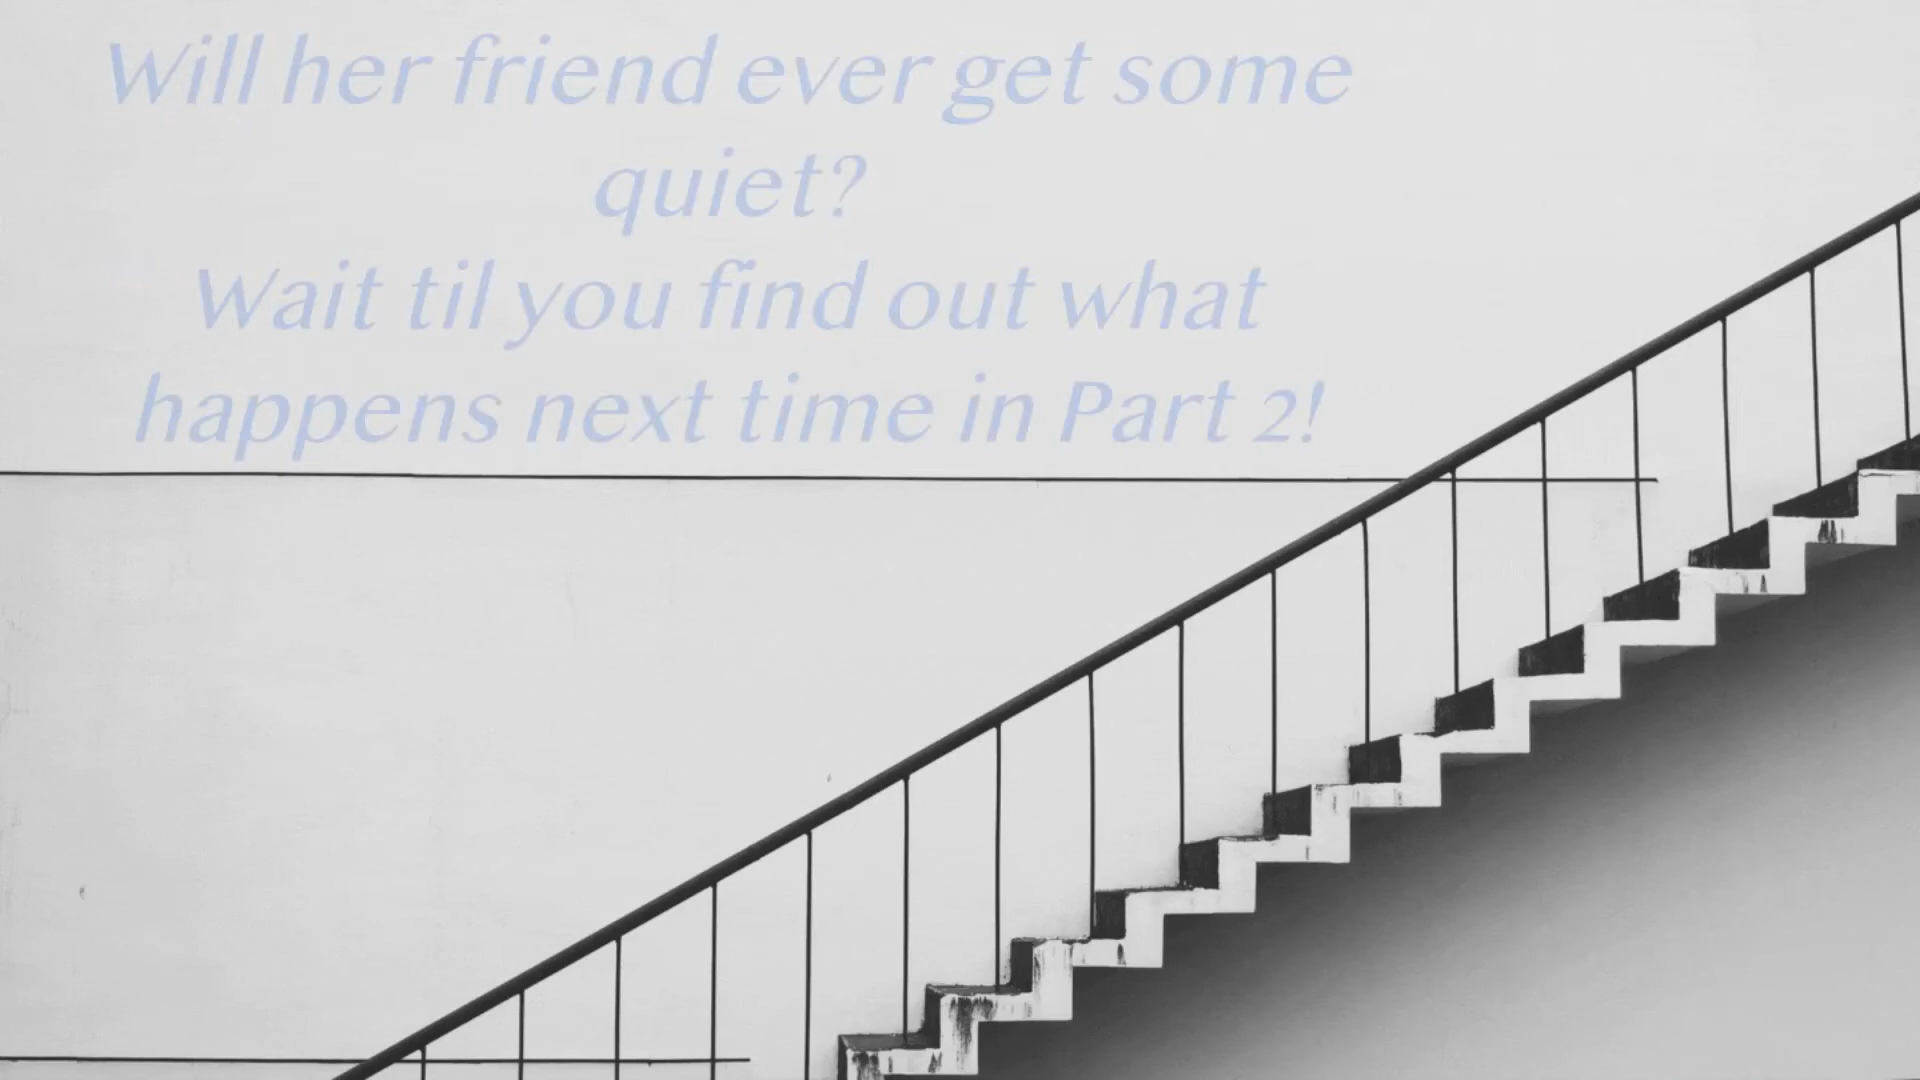 Will her friend ever get some
quiet?
Wait til you find out what
happens next time in Part 2!